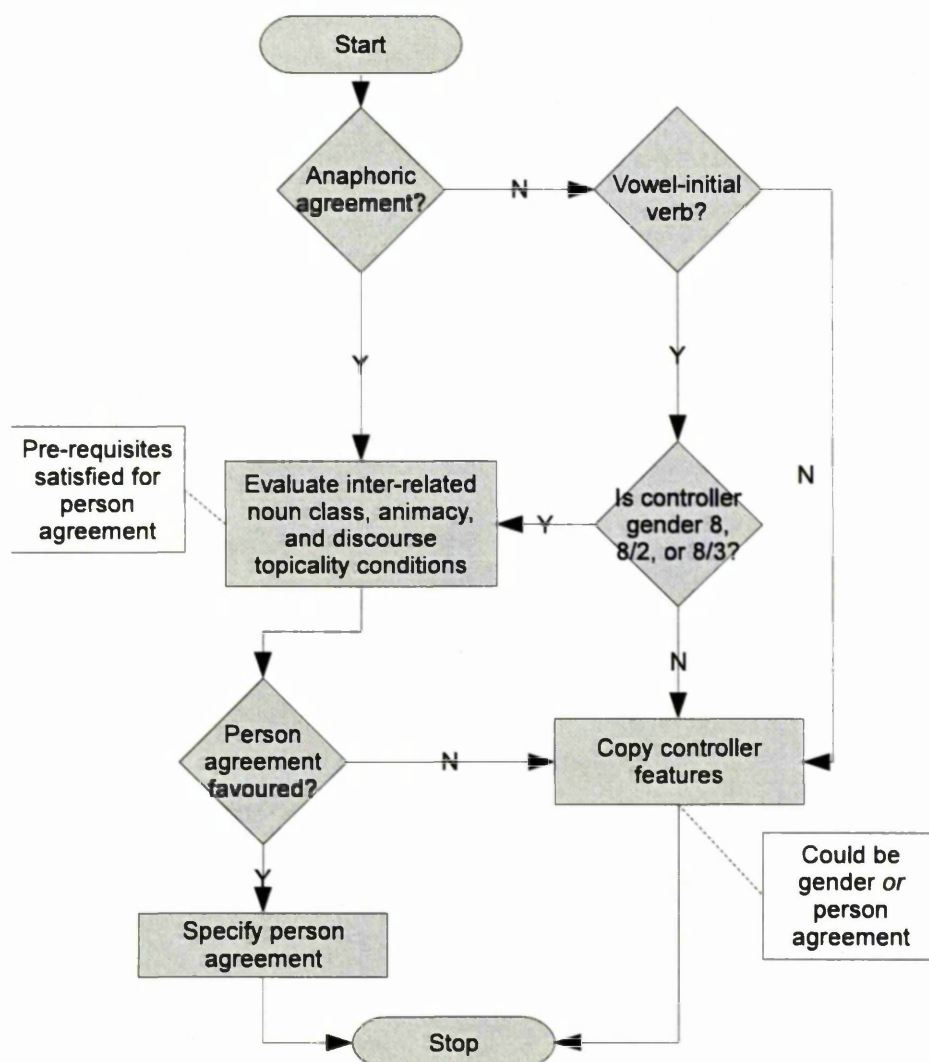 Start
Anaphoric
agreement?
N
Vowel-initial
verb?
Y
Y
N
Pre-requisites
satisfied for
person
agreement
Evaluate inter-related
noun class, animacy,
and discourse
topicality conditions
Y
Is controller
gender 8,
8/2, or 8/3?
N
Person
agreement
favoured?
N
Copy controller
features
Y
Could be
gender or
person
agreement
Specify person
agreement
Stop